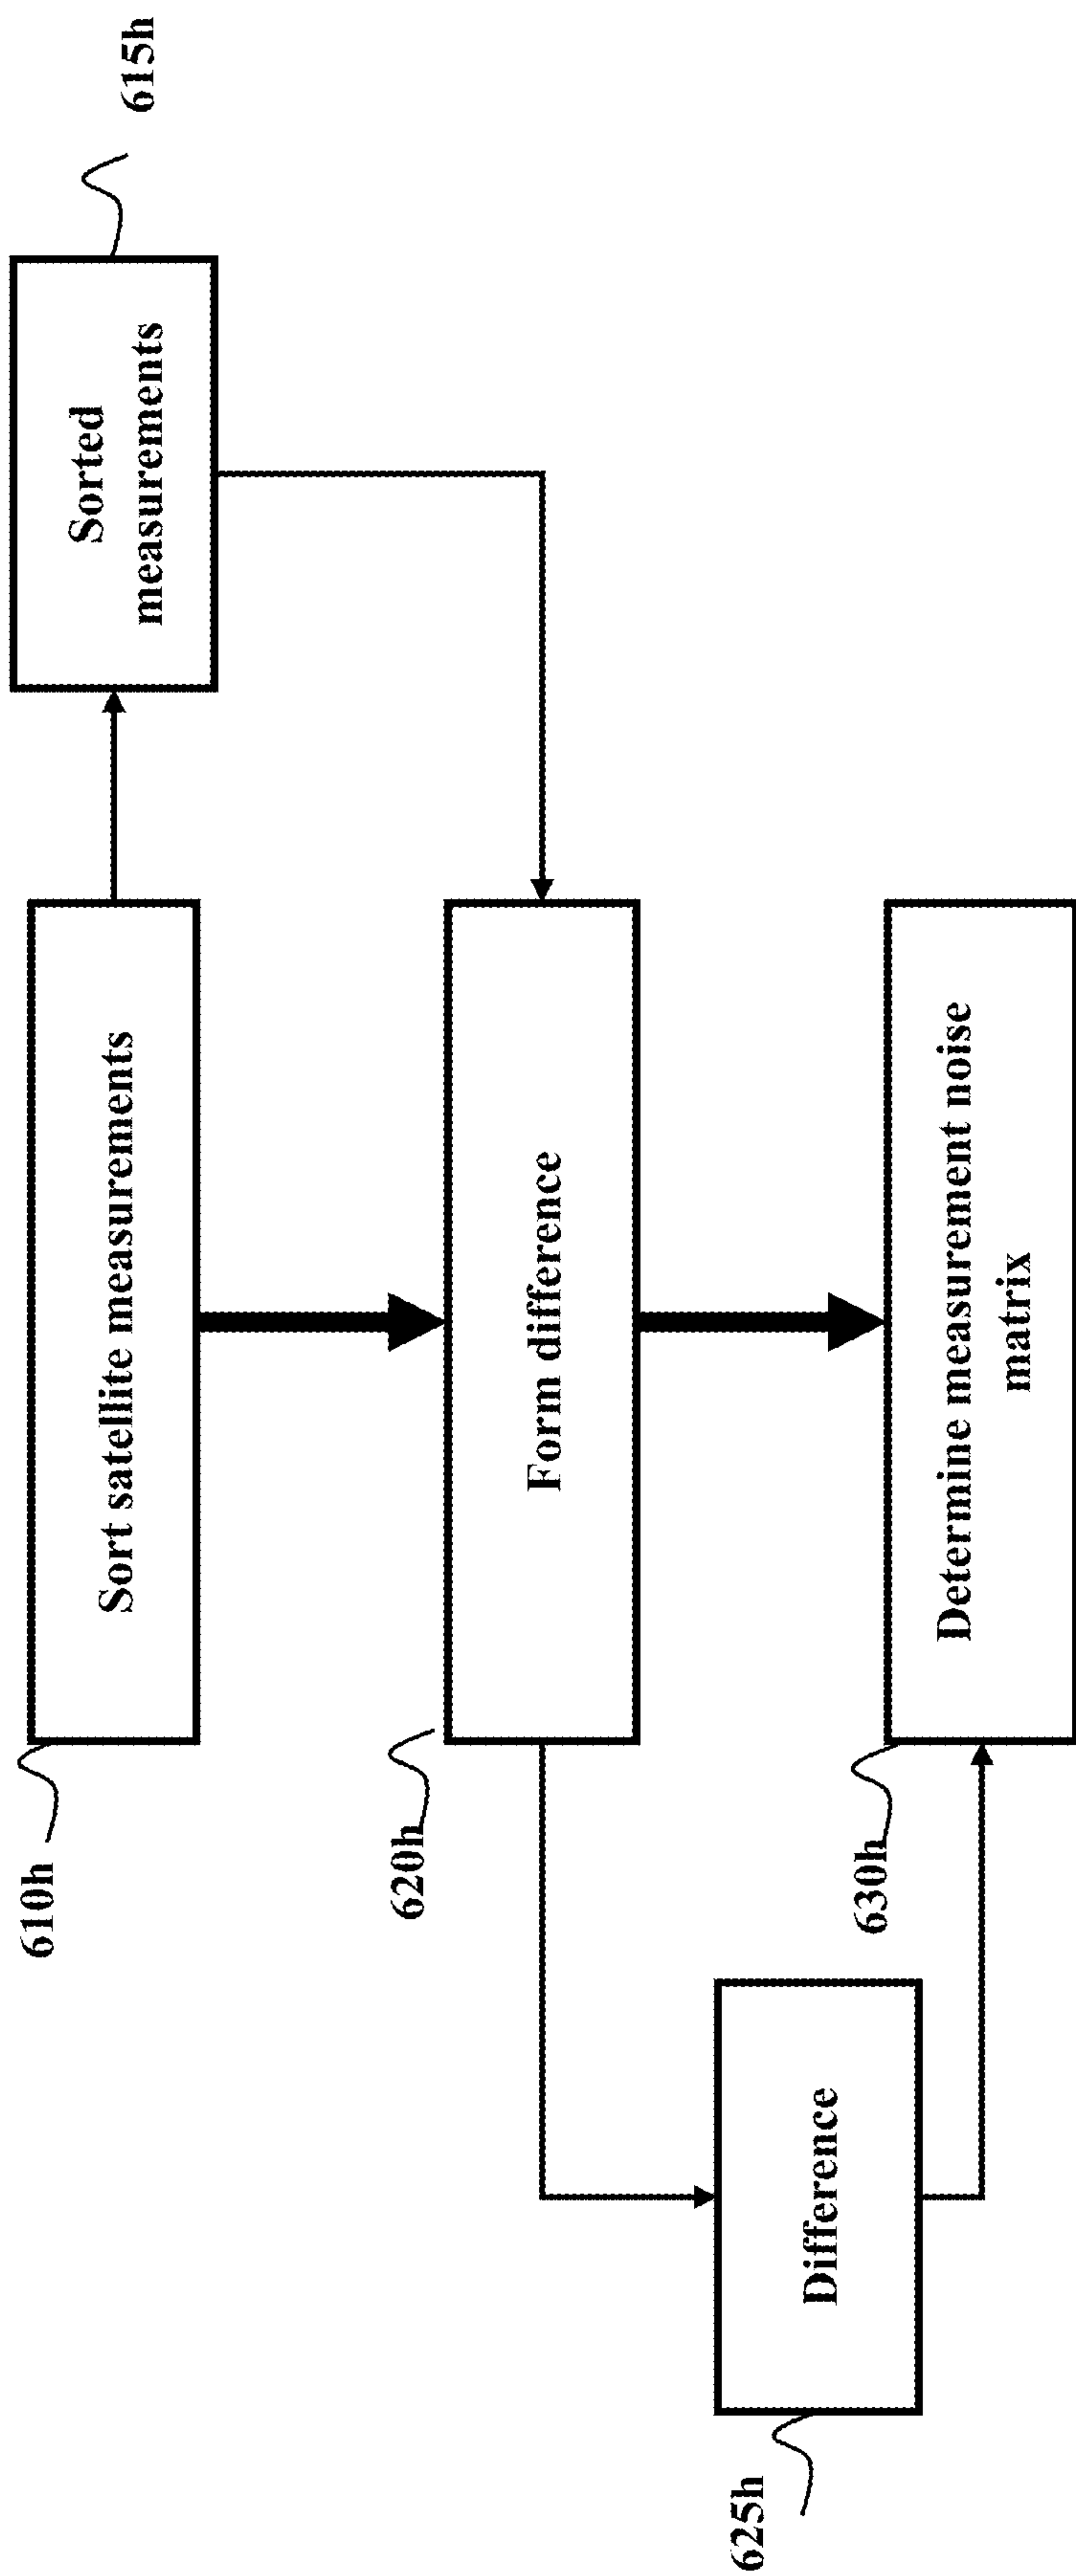 610h
Sort satellite measurements
Sorted
measurements
615h
620h
Form difference
625h
Difference
630h
Determine measurement noise
matrix